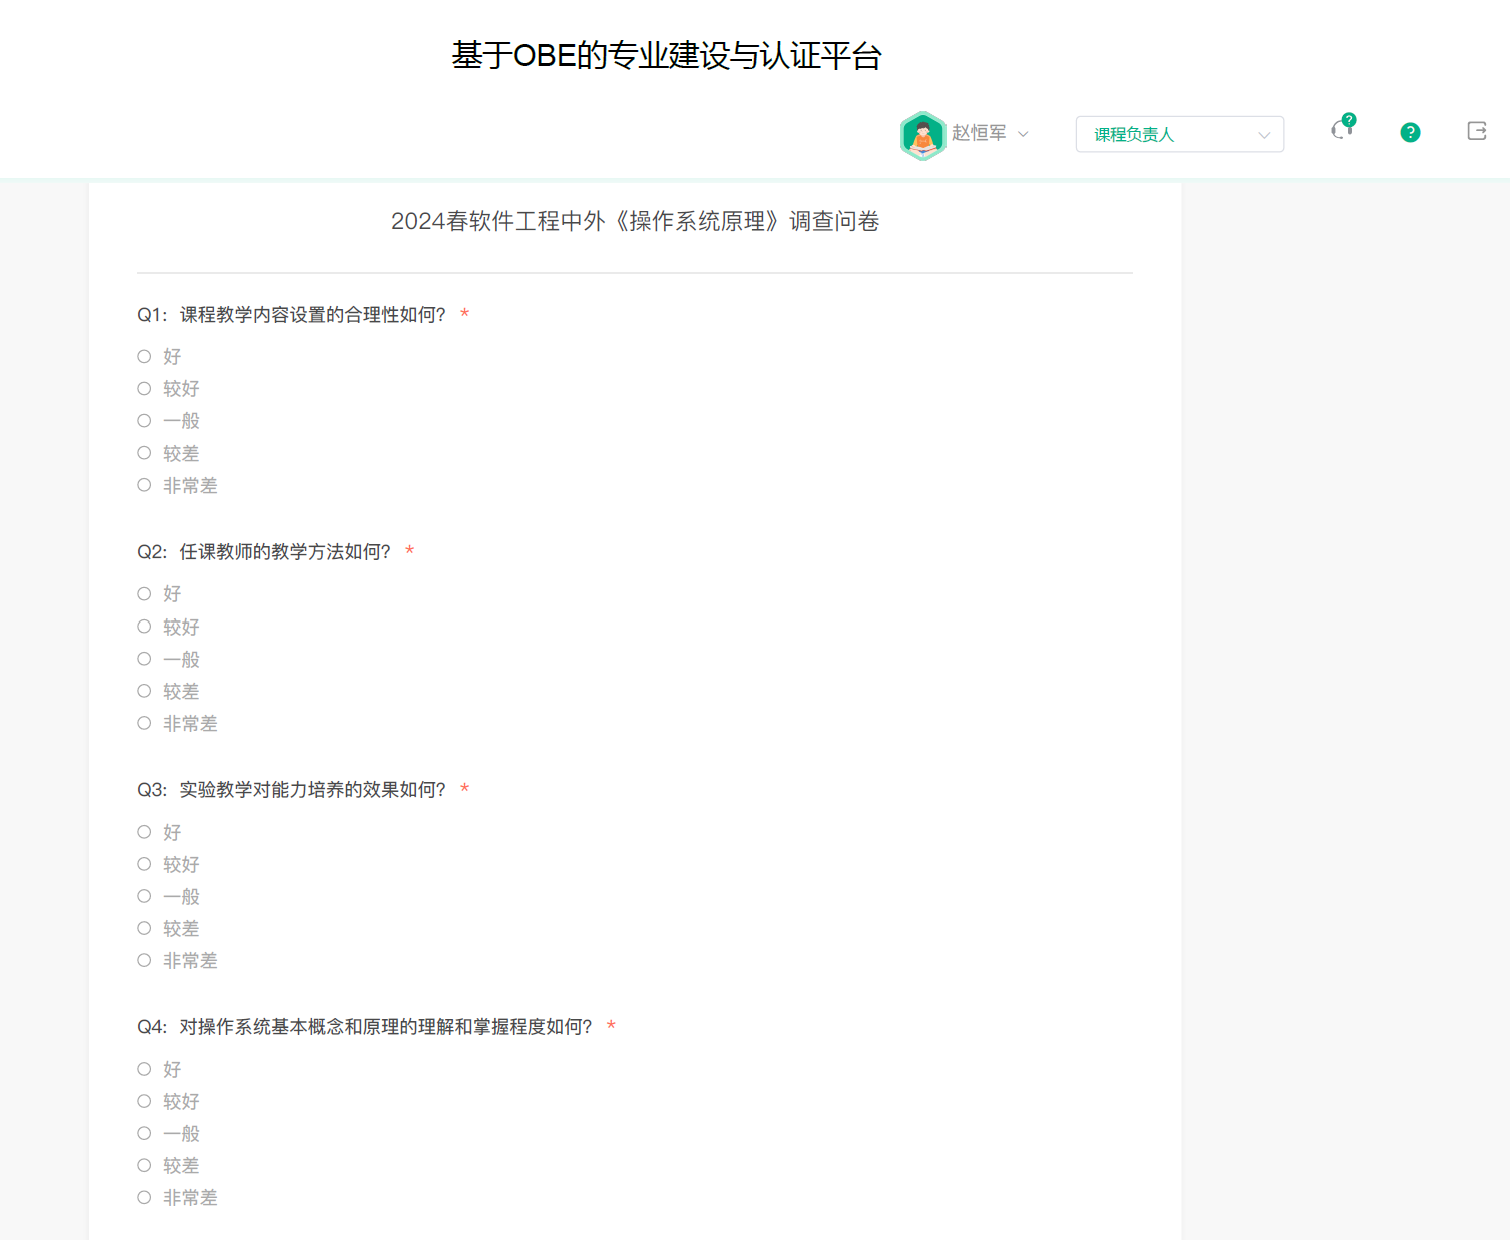 基于OBE的专业建设与认证平台
赵恒军
课程负责人
?
?
2024春软件工程中外《操作系统原理》调查问卷
Q1: 课程教学内容设置的合理性如何? *
好
较好
一般
较差
非常差
Q2: 任课教师的教学方法如何? *
好
较好
一般
较差
非常差
Q3: 实验教学对能力培养的效果如何? *
好
较好
一般
较差
非常差
Q4: 对操作系统基本概念和原理的理解和掌握程度如何? *
好
较好
一般
较差
非常差